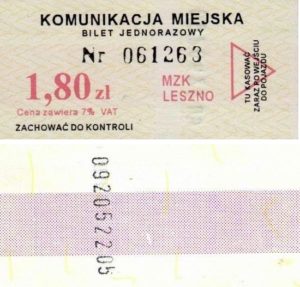 KOMUNIKACJA MIEJSKA
BILET JEDNORAZOWY
Nr 061263
1,80 zł
MZK
LESZNO
Cena zawiera 7% VAT
ZACHOWAĆ DO KONTROLI
TU KASOWAĆ
ZARAZ PO WEJŚCIU
DO POJAZDU
092052205